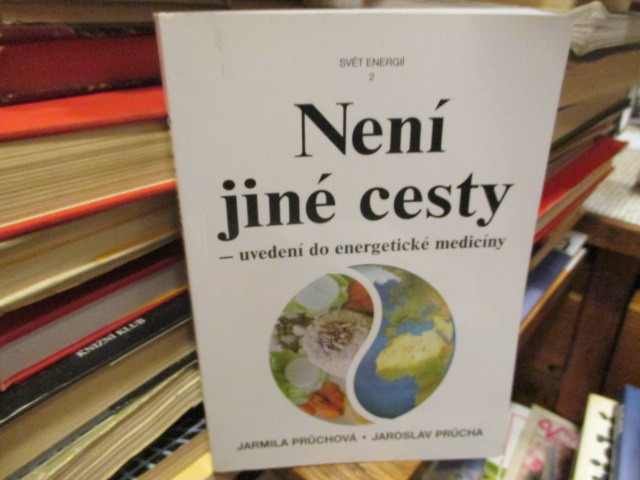 SVĚT ENERGIÍ
2
Není
jiné cesty
– uvedení do energetické medicíny
JARMILA PRŮCHOVÁ • JAROSLAV PRŮCHA
KNIŽNÍ KLUB